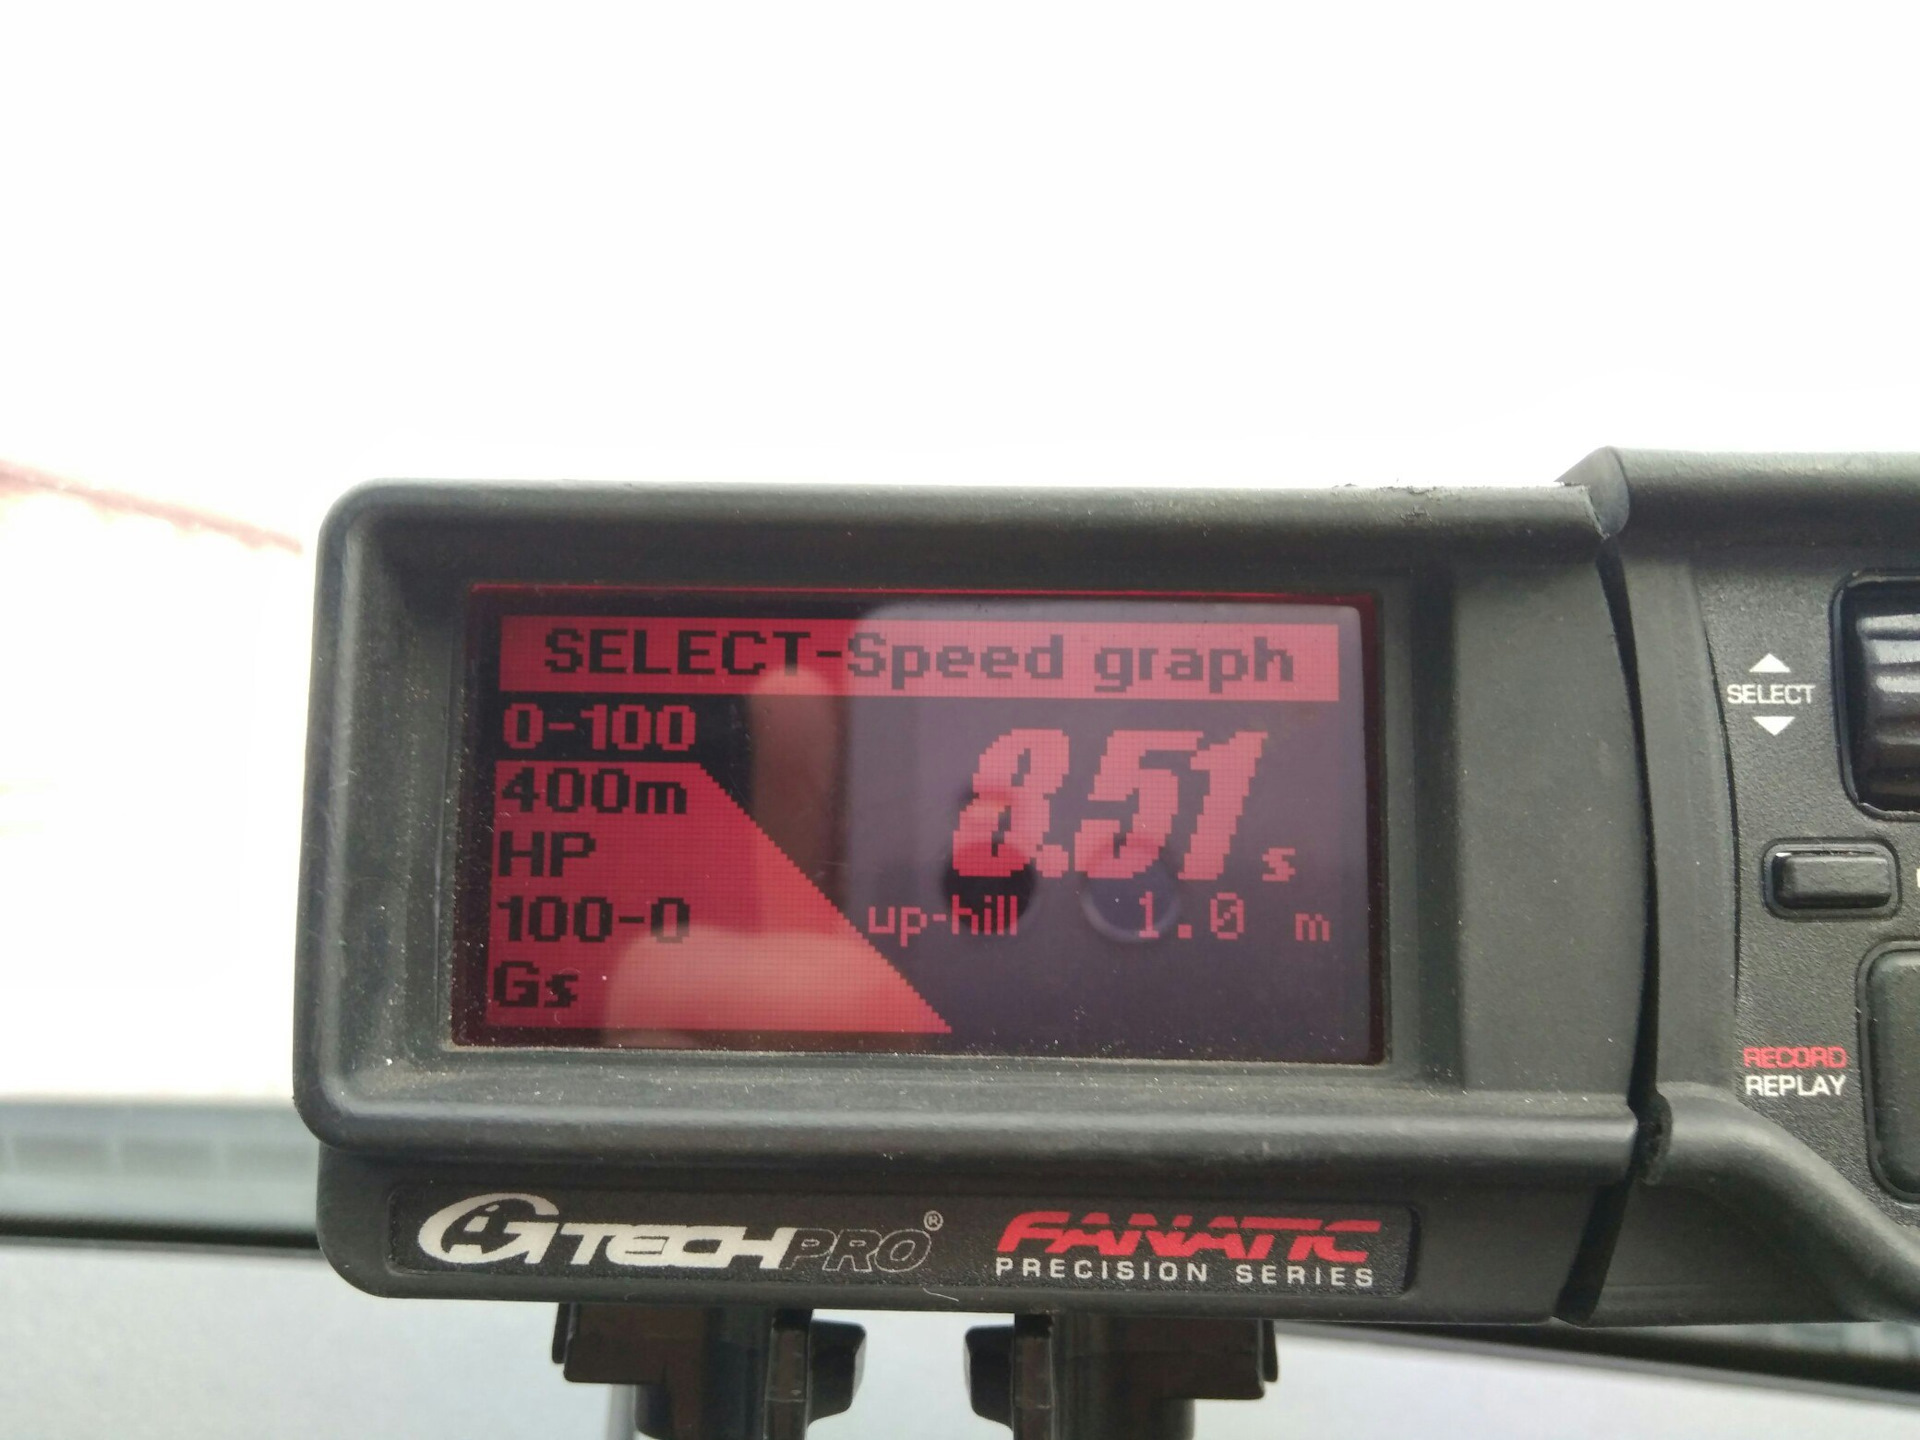 SELECT-Speed graph
0-100
8.51 s
400m
HP
100-0
up-hill 1.0 m
Gs
SELECT
RECORD
REPLAY
GTECHPRO®
FANATIC
PRECISION SERIES